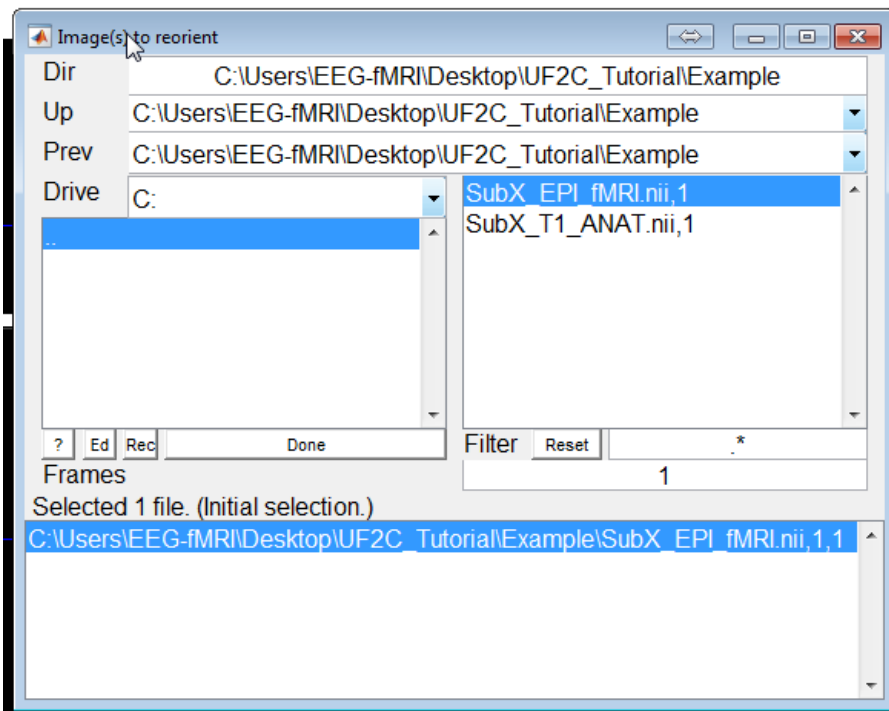 Image(s) to reorient
Dir C:\Users\EEG-fMRI\Desktop\UF2C_Tutorial\Example
Up C:\Users\EEG-fMRI\Desktop\UF2C_Tutorial\Example
Prev C:\Users\EEG-fMRI\Desktop\UF2C_Tutorial\Example
Drive C:
SubX_EPI_fMRI.nii,1
SubX_T1_ANAT.nii,1
..
? Ed Rec Done Filter Reset .*
Frames 1
Selected 1 file. (Initial selection.)
C:\Users\EEG-fMRI\Desktop\UF2C_Tutorial\Example\SubX_EPI_fMRI.nii,1,1